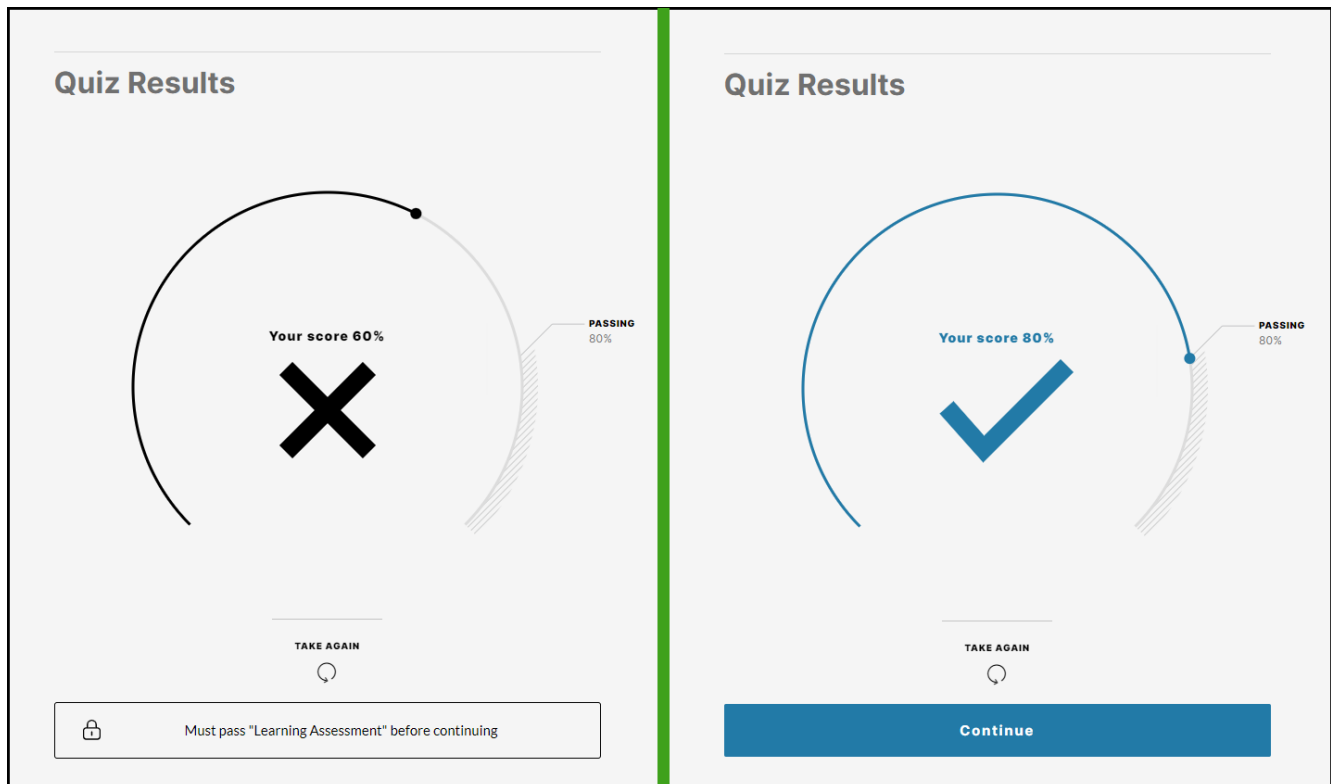 Quiz Results
Your score 60%
PASSING
80%
TAKE AGAIN
Must pass "Learning Assessment" before continuing
Quiz Results
Your score 80%
PASSING
80%
TAKE AGAIN
Continue